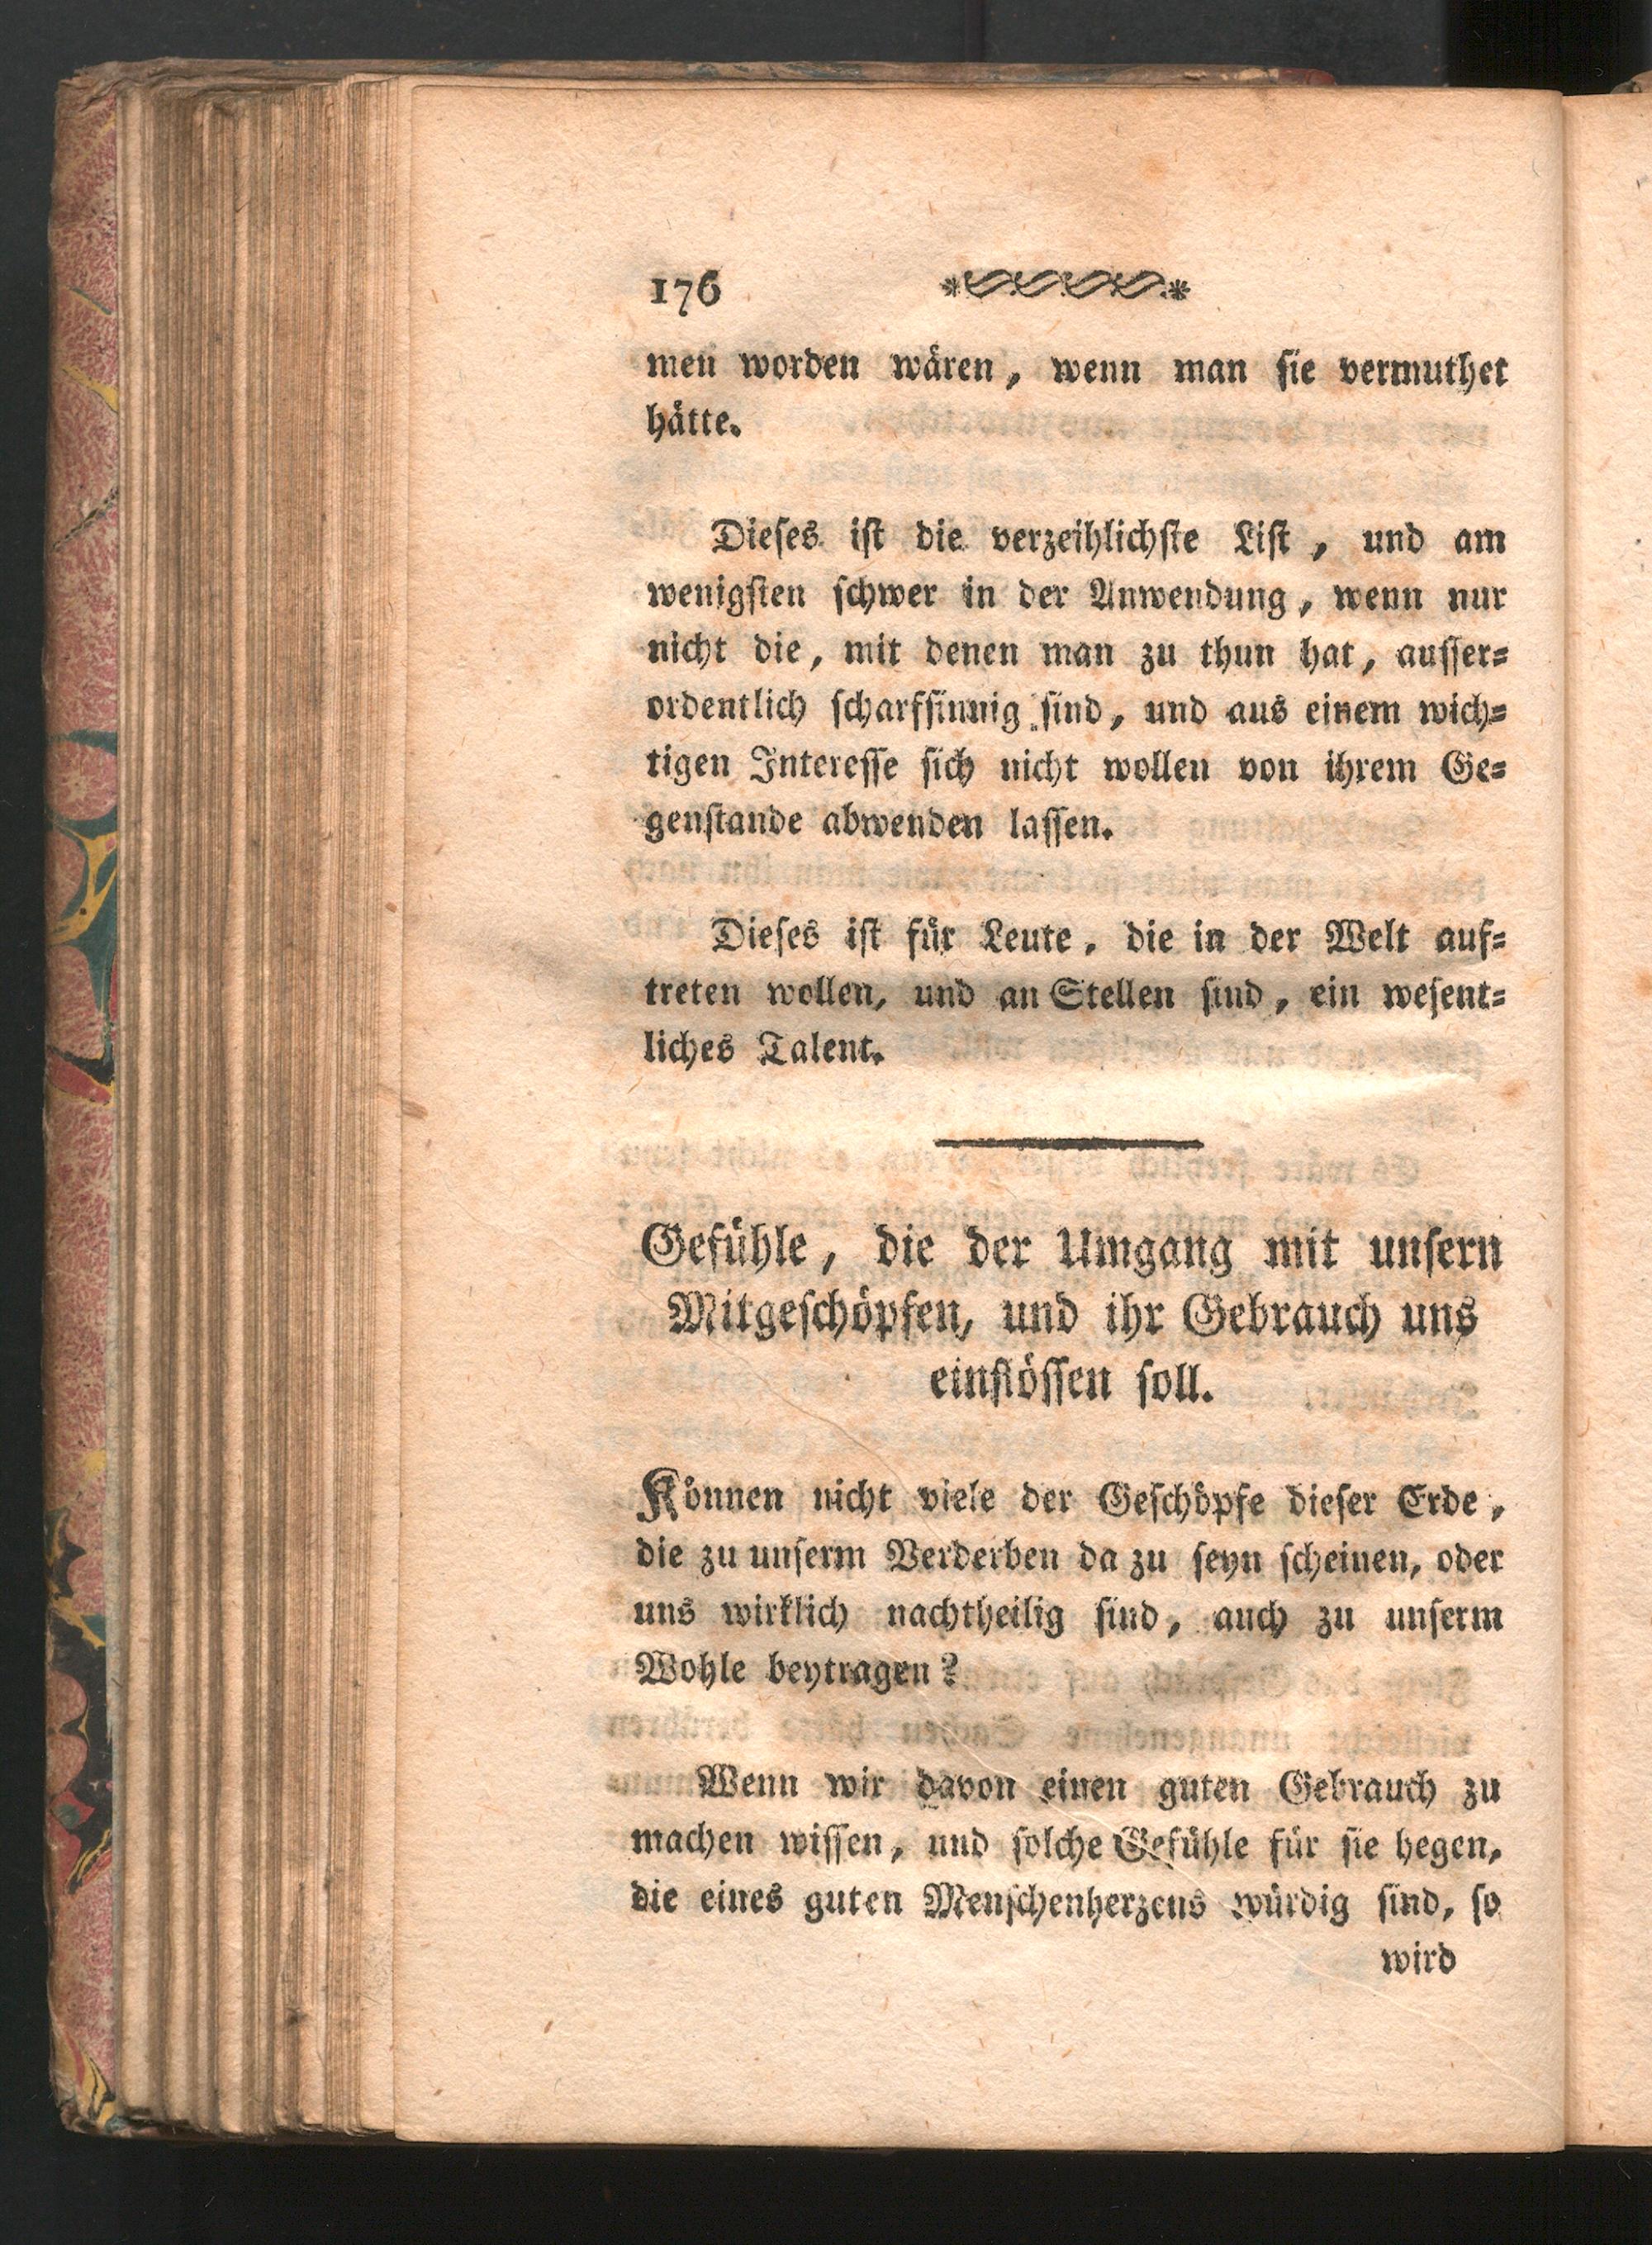 176
men worden wären, wenn man sie vermuthet
hätte.
Dieses ist die verzeihlichste List, und am
wenigsten schwer in der Anwendung, wenn nur
nicht die, mit denen man zu thun hat, ausser-
ordentlich scharfsinnig sind, und aus einem wich-
tigen Interesse sich nicht wollen von ihrem Ge-
genstande abwenden lassen.
Dieses ist für Leute, die in der Welt auf-
treten wollen, und an Stellen sind, ein wesent-
liches Talent.
Gefühle, die der Umgang mit unsern
Mitgeschöpfen, und ihr Gebrauch uns
einflössen soll.
Können nicht viele der Geschöpfe dieser Erde,
die zu unserm Verderben da zu seyn scheinen, oder
uns wirklich nachtheilig sind, auch zu unserm
Wohle beytragen?
Wenn wir davon einen guten Gebrauch zu
machen wissen, und solche Gefühle für sie hegen,
die eines guten Menschenherzens würdig sind, so
wird